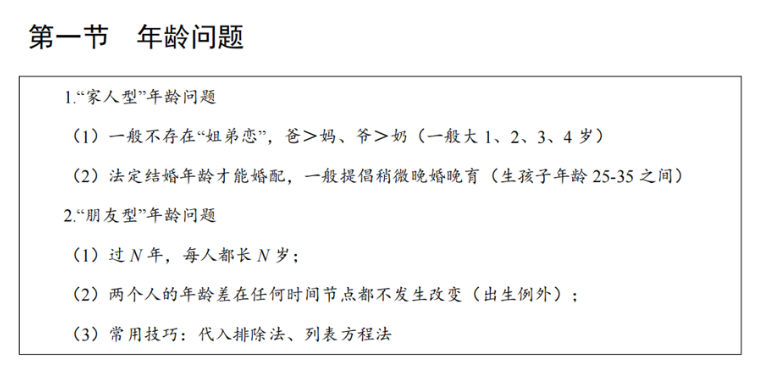 第一节 年龄问题
1.“家人型”年龄问题
（1）一般不存在“姐弟恋”，爸＞妈、爷＞奶（一般大 1、2、3、4 岁）
（2）法定结婚年龄才能婚配，一般提倡稍微晚婚晚育（生孩子年龄 25-35 之间）
2.“朋友型”年龄问题
（1）过 N 年，每人都长 N 岁；
（2）两个人的年龄差在任何时间节点都不发生改变（出生例外）；
（3）常用技巧：代入排除法、列表方程法